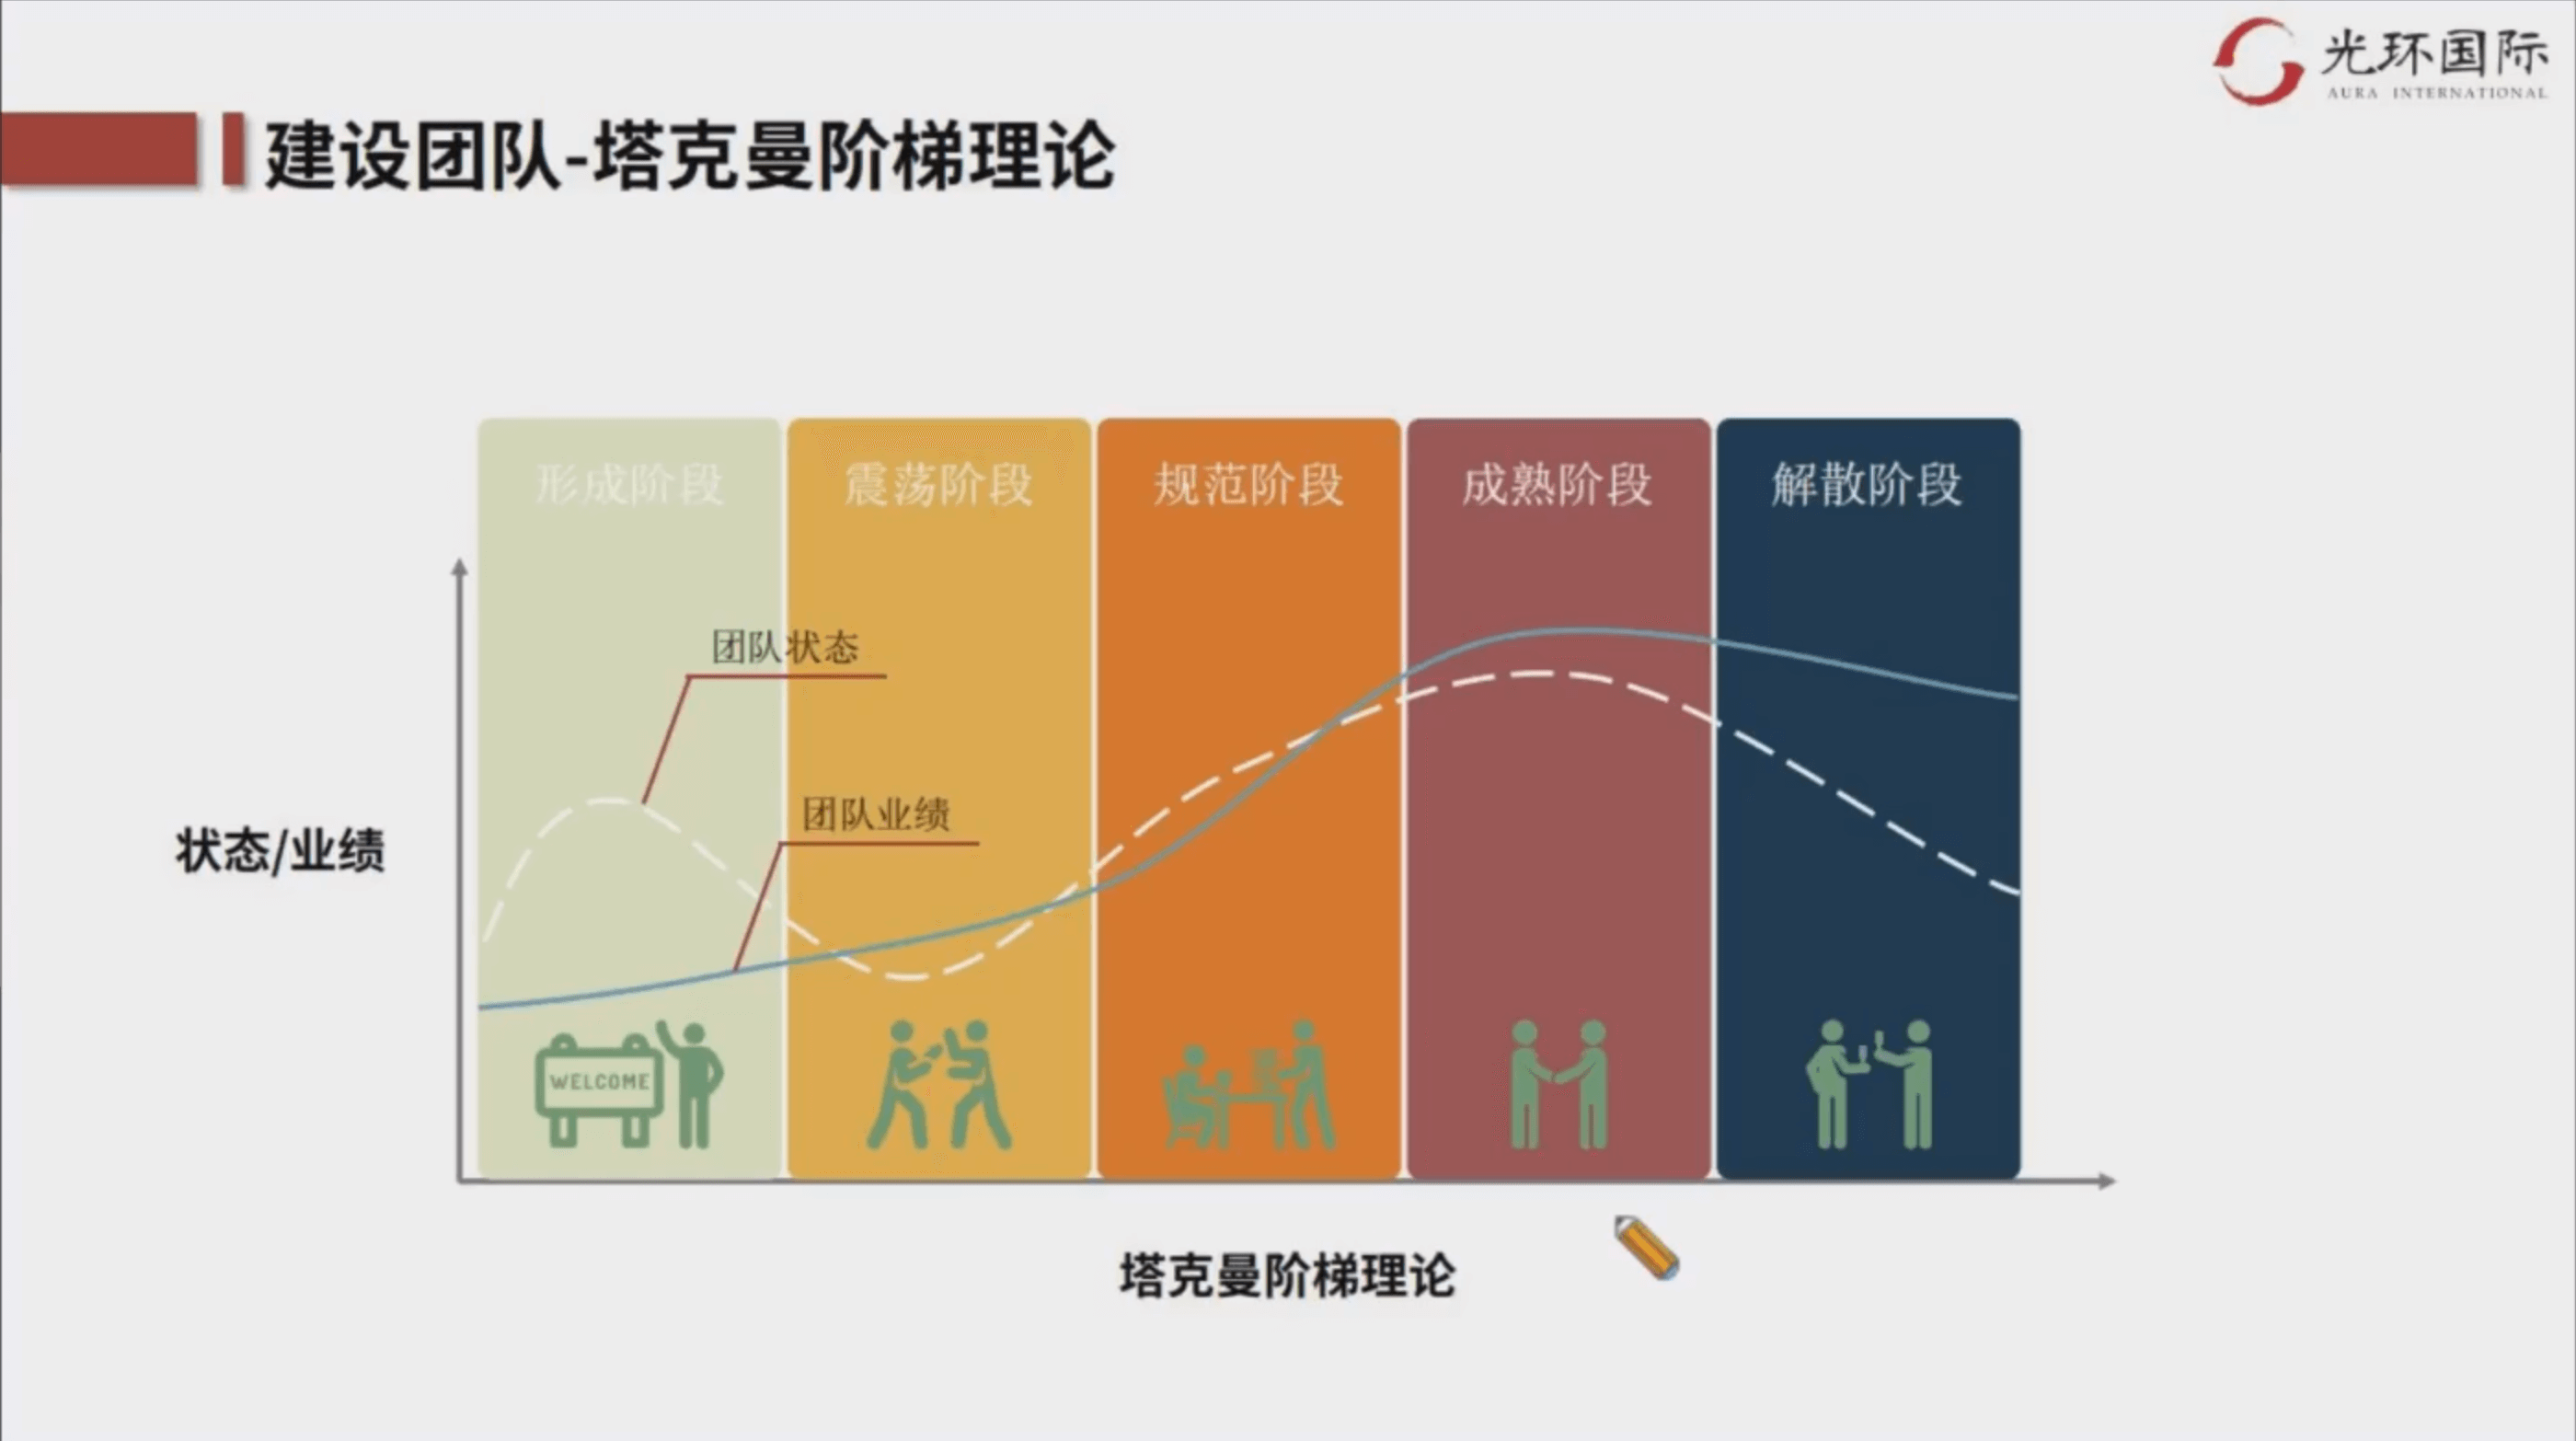 光环国际
AURA INTERNATIONAL
建设团队-塔克曼阶梯理论
形成阶段
震荡阶段
规范阶段
成熟阶段
解散阶段
团队状态
团队业绩
状态/业绩
WELCOME
塔克曼阶梯理论